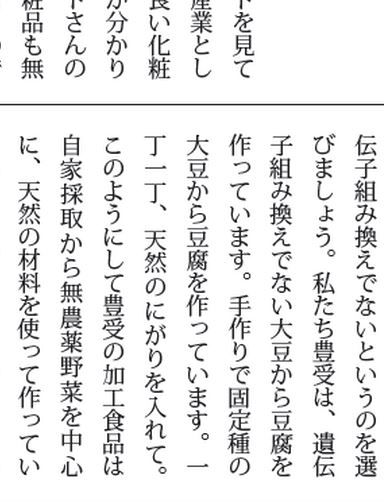 トを見て
産業とし
良い化粧
が分かり
トさんの
粧品も無
伝子組み換えでないというのを選
びましょう。私たち豊受は、遺伝
子組み換えでない大豆から豆腐を
作っています。手作りで固定種の
大豆から豆腐を作っています。一
丁一丁、天然のにがりを入れて。
このようにして豊受の加工食品は
自家採取から無農薬野菜を中心
に、天然の材料を使って作ってい